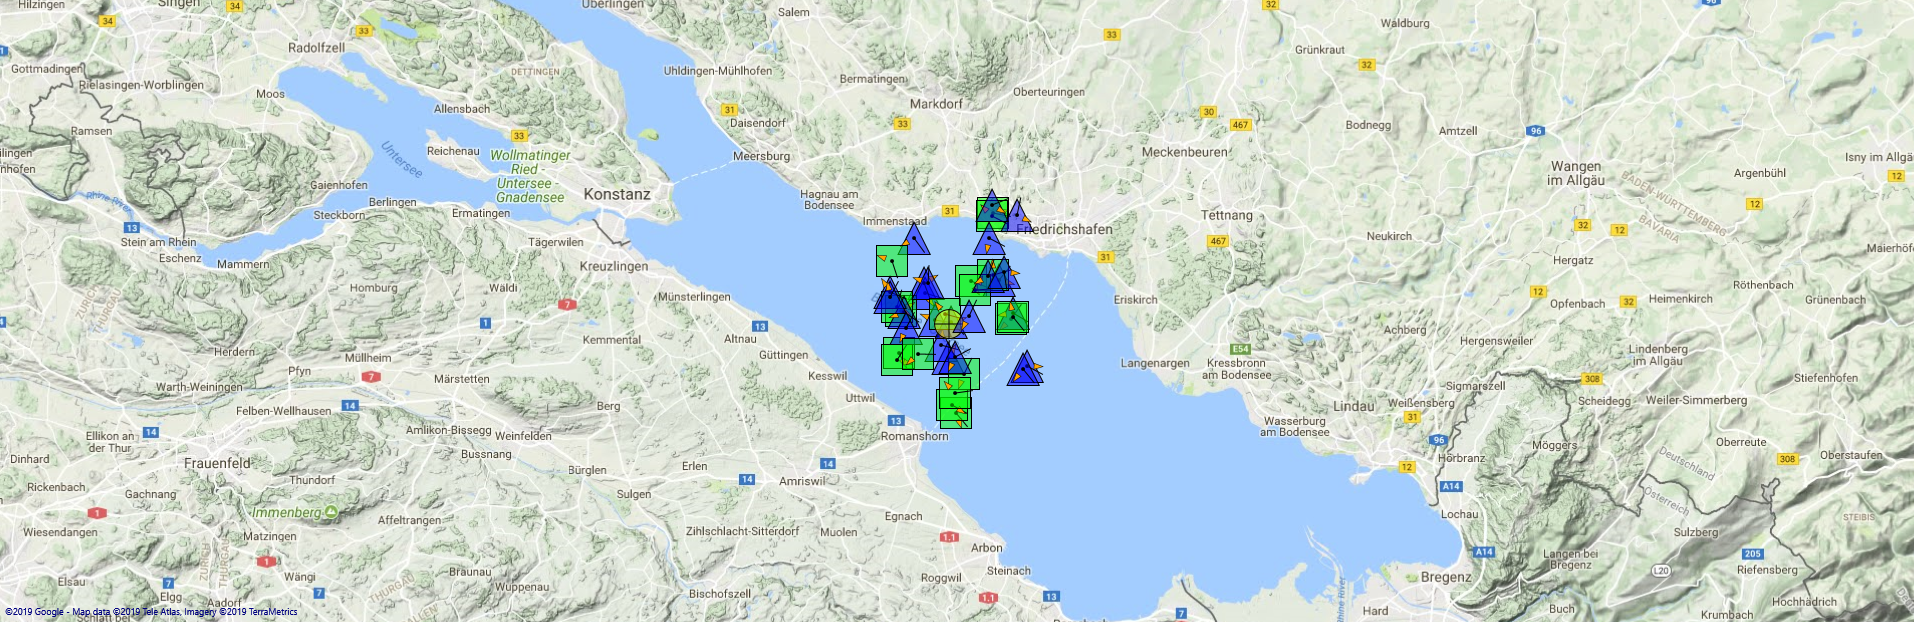 Hilzingen
Singen
34
34
33
Radolfzell
Überlingen
Salem
Gottmadingen
Rielasingen-Worblingen
Moos
DETTINGEN
Allensbach
Uhldingen-Mühlhofen
Bermatingen
Markdorf
Oberteuringen
33
32
Waldburg
Grünkraut
32
96
Ramsen
33
31
Daisendorf
33
30
467
Bodnegg
Amtzell
96
Untersee
Reichenau
Wollmatinger
Ried -
Untersee -
Gnadensee
Meersburg
Meckenbeuren
Wangen
im Allgäu
Isny im Allgäu
12
Gaienhofen
Konstanz
Hagnau am
Bodensee
Argenbühl
Rhine River
Berlingen
Steckborn
Ermatingen
Immenstaad
31
Friedrichshafen
Tettnang
BADEN-WÜRTTEMBERG
BAVARIA
12
13
Stein am Rhein
Eschenz
Mammern
Tägerwilen
Kreuzlingen
467
Neukirch
32
12
Maierhöfen
31
Hergatz
Homburg
Wäldi
7
Münsterlingen
Eriskirch
12
Opfenbach
32
Heimenkirch
Röthenbach
Grünenbach
ZÜRICH
THURGAU
1
13
Altnau
Kemmental
Achberg
Hergensweiler
Herdern
Müllheim
Pfyn
7
Güttingen
Langenargen
E54
Kressbronn
am Bodensee
Lindenberg
im Allgäu
Warth-Weiningen
Märstetten
Kesswil
308
Sigmarszell
Stiefenhofen
14
Felben-Wellhausen
Berg
Uttwil
Lindau
Weißensberg
31
Scheidegg
Weiler-Simmerberg
14
Ellikon an
der Thur
Amlikon-Bissegg
Weinfelden
Bussnang
13
Romanshorn
Wasserburg
am Bodensee
96
Möggers
Oberreute
Dinhard
Frauenfeld
Bürglen
Erlen
14
12
Hörbranz
Deutschland
Österreich
308
Oberstaufen
Rickenbach
Gachnang
Thundorf
Sulgen
14
Amriswil
A14
Wiesendangen
1
Immenberg
Affeltrangen
Egnach
Lochau
STEIBIS
Matzingen
Zihlschlacht-Sitterdorf
Muolen
1.1
Sulzberg
1
Arbon
A14
Langen bei
Bregenz
205
Elsau
7
Elgg
Wängi
Braunau
Wuppenau
Roggwil
Steinach
L20
Riefensberg
Aadorf
7
ZÜRICH
THURGAU
THURGAU
Bischofszell
1.1
13
7
Bregenz
Hard
Buch
Hochhädrich
Krumbach
©2019 Google - Map data ©2019 Tele Atlas, Imagery ©2019 TerraMetrics